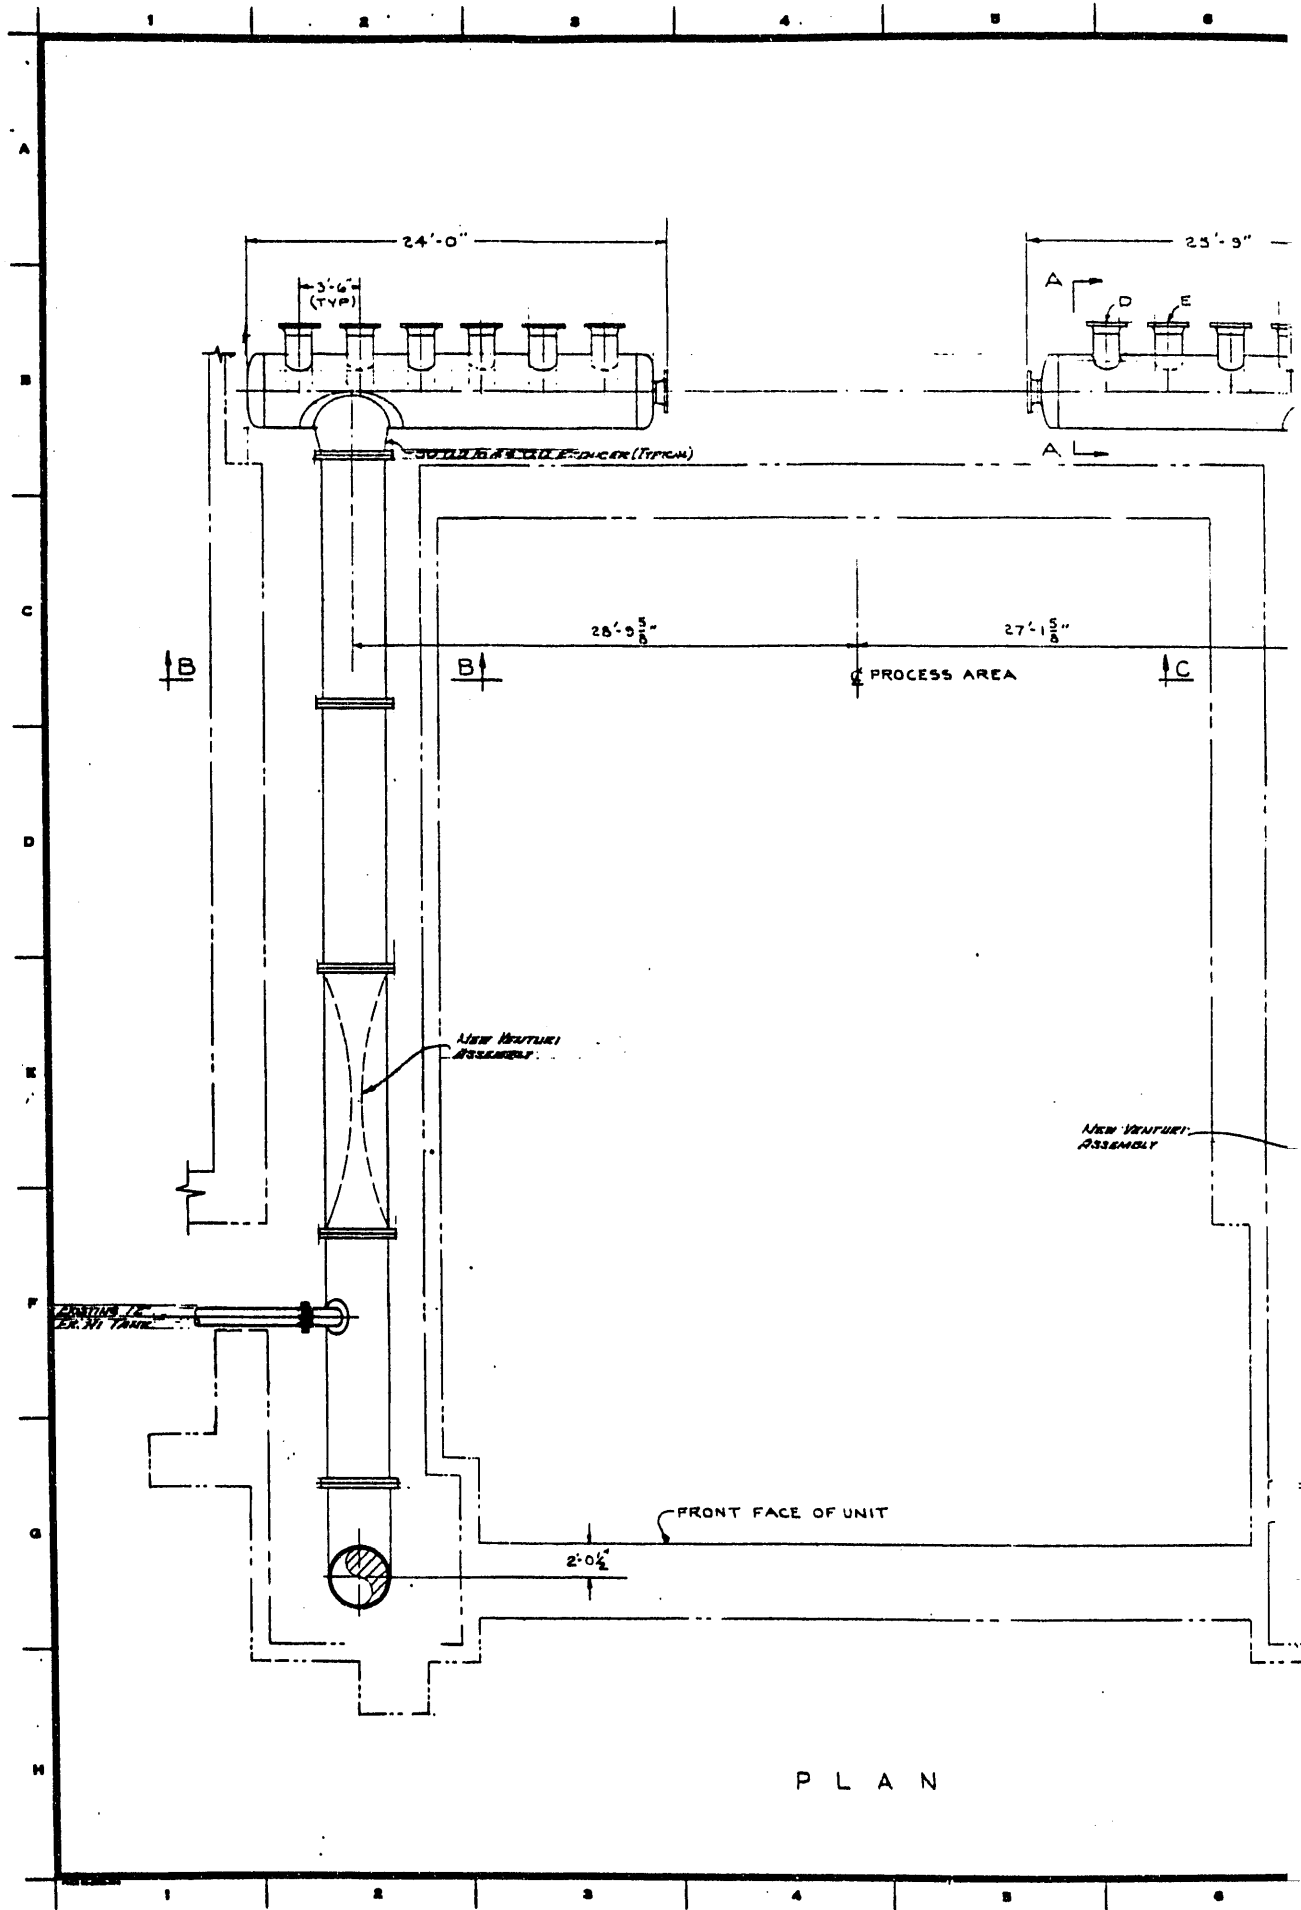 1 2 3 4 5 6
A
24'-0"
25'-9"
3'-6"
(TYP)
A
D E
B
REDUCER (TYPICAL)
A
C
28'-9 5/8"
27'-1 5/8"
B B C
℄ PROCESS AREA
D
NEW VENTURI
ASSEMBLY
E
NEW VENTURI
ASSEMBLY
F
EXISTING 12"
TANK
FRONT FACE OF UNIT
G
2'-0 1/2"
H
PLAN
1 2 3 4 5 6